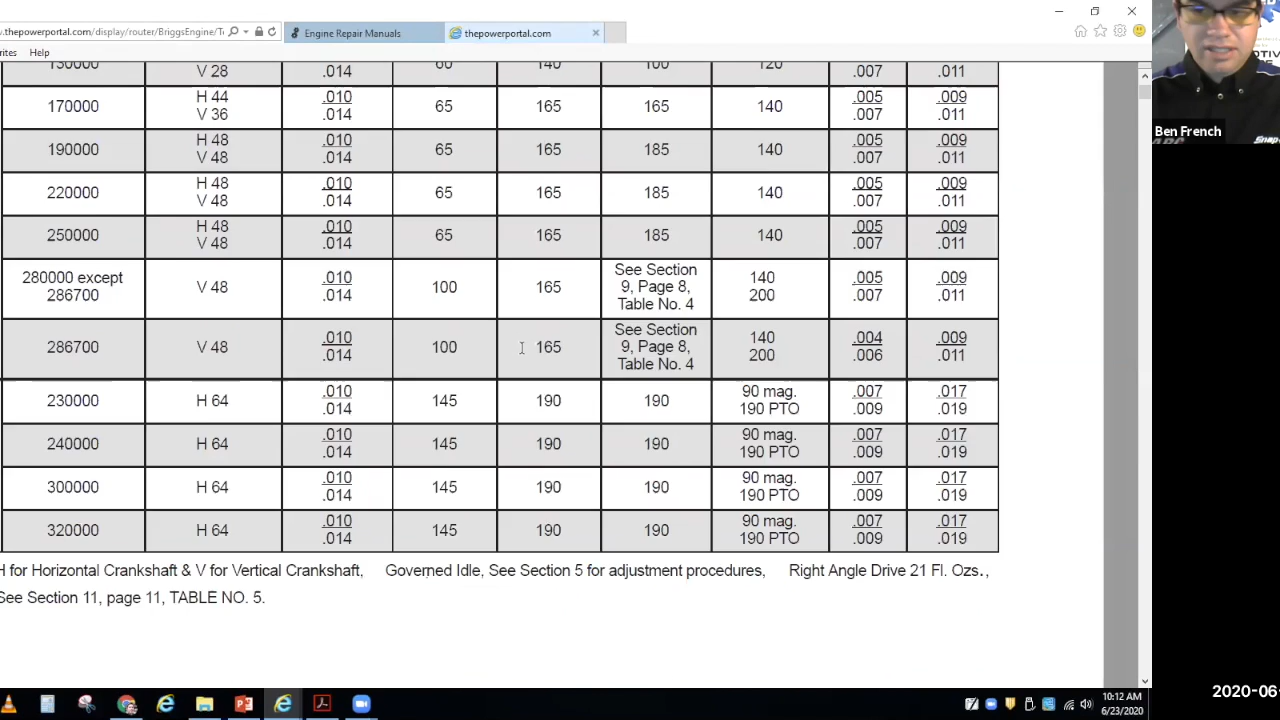 v.thepowerportal.com/display/router/BriggsEngine/T
Engine Repair Manuals
thepowerportal.com
rites Help
130000 V 28 .014 60 140 100 120 .007 .011
170000 H 44 V 36 .010 .014 65 165 165 140 .005 .007 .009 .011
190000 H 48 V 48 .010 .014 65 165 185 140 .005 .007 .009 .011
220000 H 48 V 48 .010 .014 65 165 185 140 .005 .007 .009 .011
250000 H 48 V 48 .010 .014 65 165 185 140 .005 .007 .009 .011
280000 except 286700 V 48 .010 .014 100 165 See Section 9, Page 8, Table No. 4 140 200 .005 .007 .009 .011
286700 V 48 .010 .014 100 165 See Section 9, Page 8, Table No. 4 140 200 .004 .006 .009 .011
230000 H 64 .010 .014 145 190 190 90 mag. 190 PTO .007 .009 .017 .019
240000 H 64 .010 .014 145 190 190 90 mag. 190 PTO .007 .009 .017 .019
300000 H 64 .010 .014 145 190 190 90 mag. 190 PTO .007 .009 .017 .019
320000 H 64 .010 .014 145 190 190 90 mag. 190 PTO .007 .009 .017 .019
H for Horizontal Crankshaft & V for Vertical Crankshaft, Governed Idle, See Section 5 for adjustment procedures, Right Angle Drive 21 Fl. Ozs.,
See Section 11, page 11, TABLE NO. 5.
Ben French
10:12 AM
6/23/2020
2020-06-